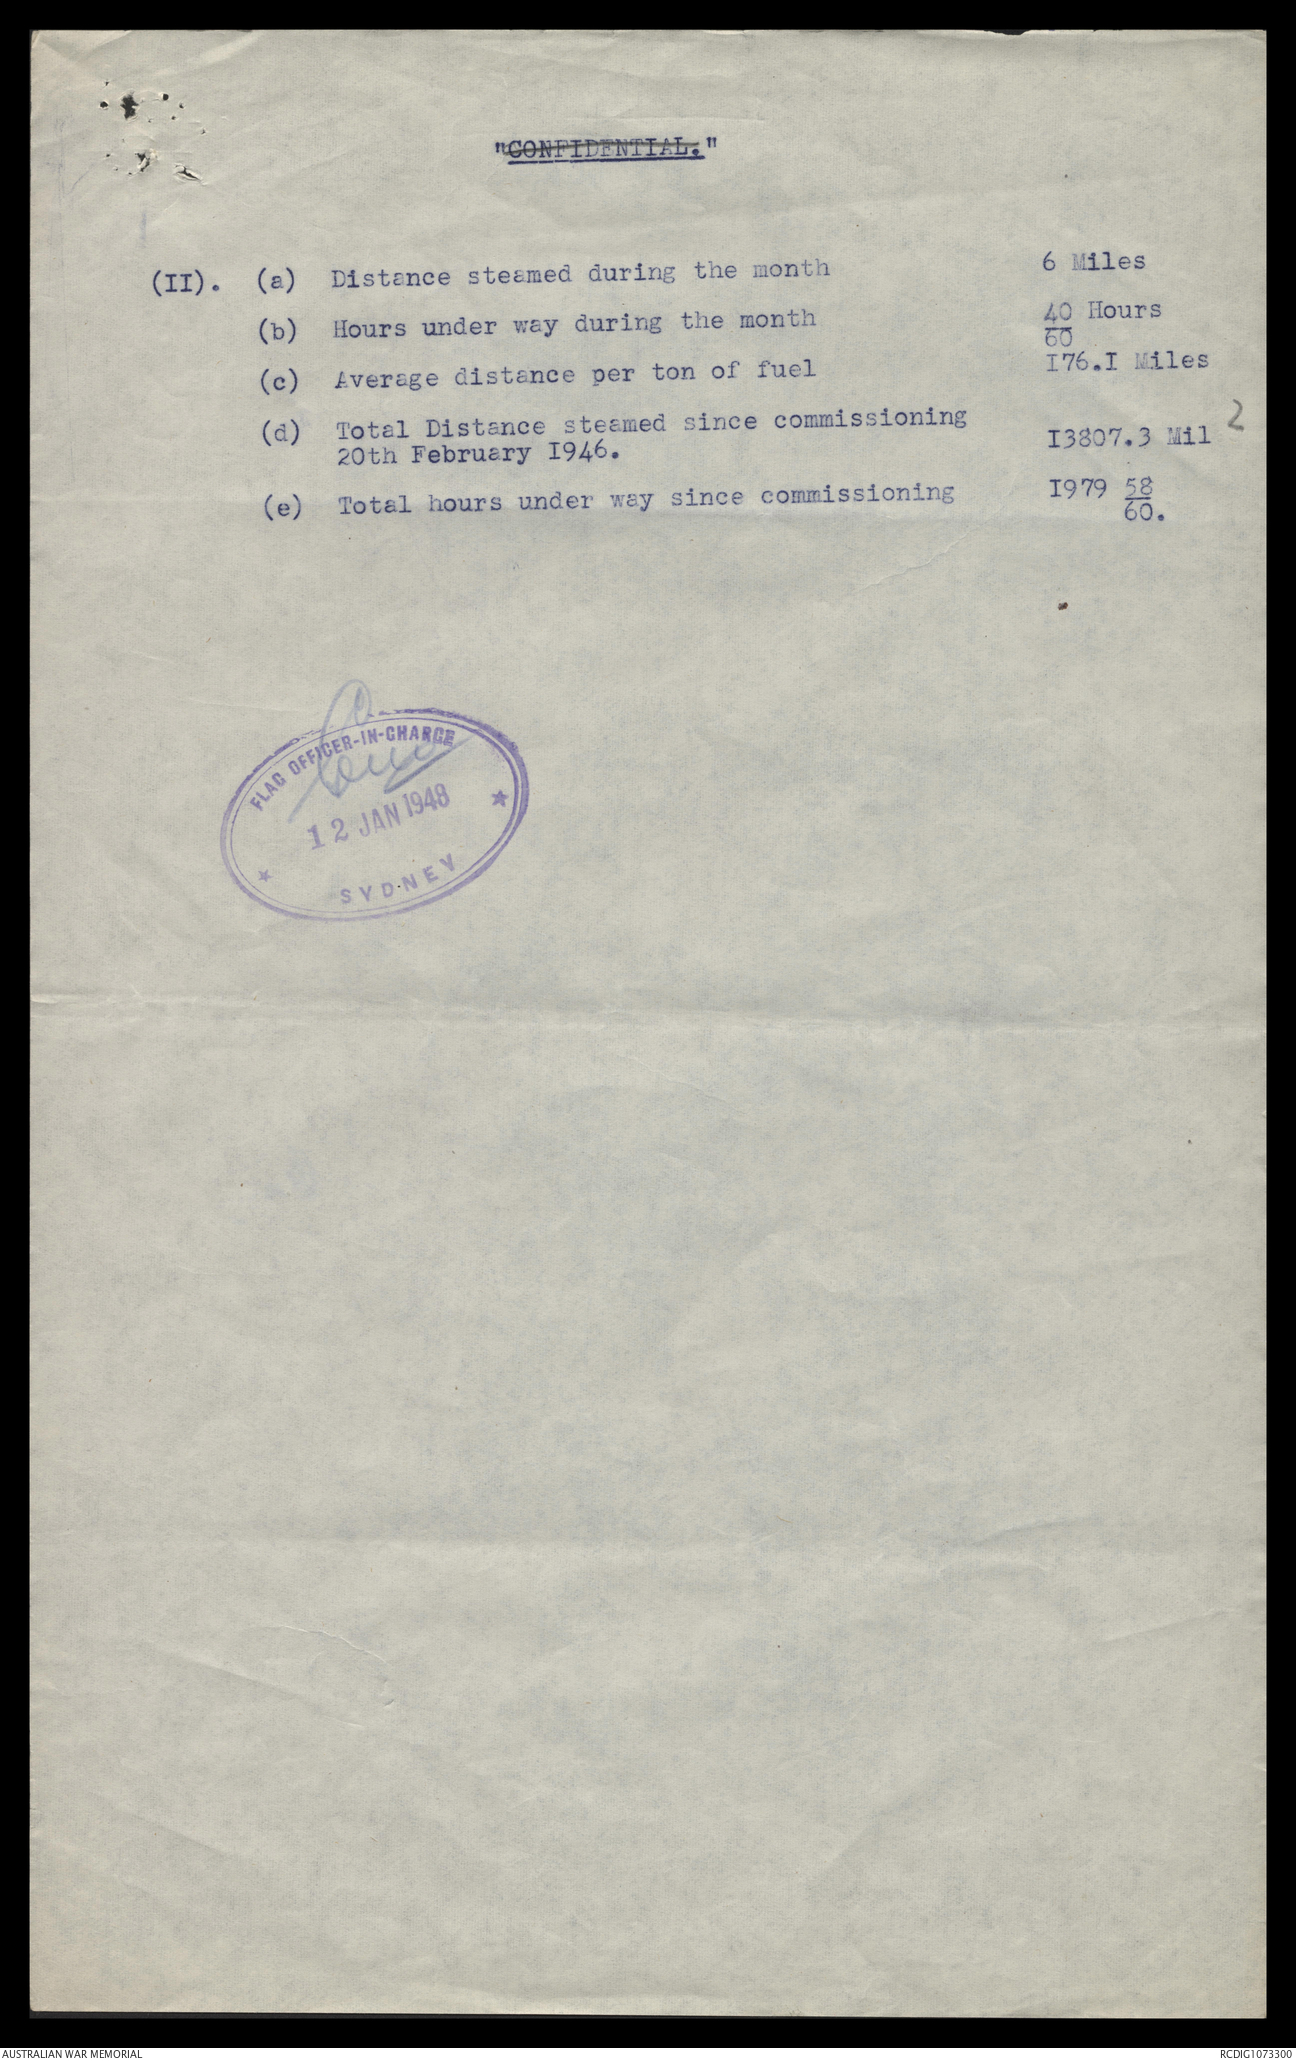 "CONFIDENTIAL."
(II). (a) Distance steamed during the month 6 Miles
(b) Hours under way during the month 40/60 Hours
(c) Average distance per ton of fuel I76.I Miles
(d) Total Distance steamed since commissioning
20th February I946. I3807.3 Mil
2
(e) Total hours under way since commissioning I979 58/60.
FLAG OFFICER-IN-CHARGE
12 JAN 1948
SYDNEY
AUSTRALIAN WAR MEMORIAL
RCDIG1073300